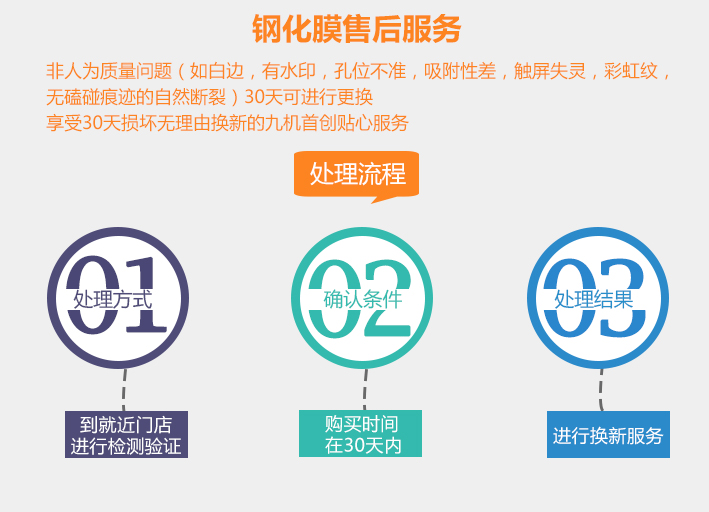 钢化膜售后服务
非人为质量问题（如白边，有水印，孔位不准，吸附性差，触屏失灵，彩虹纹，
无磕碰痕迹的自然断裂）30天可进行更换
享受30天损坏无理由换新的九机首创贴心服务
处理流程
01
处理方式
02
确认条件
03
处理结果
到就近门店
进行检测验证
购买时间
在30天内
进行换新服务